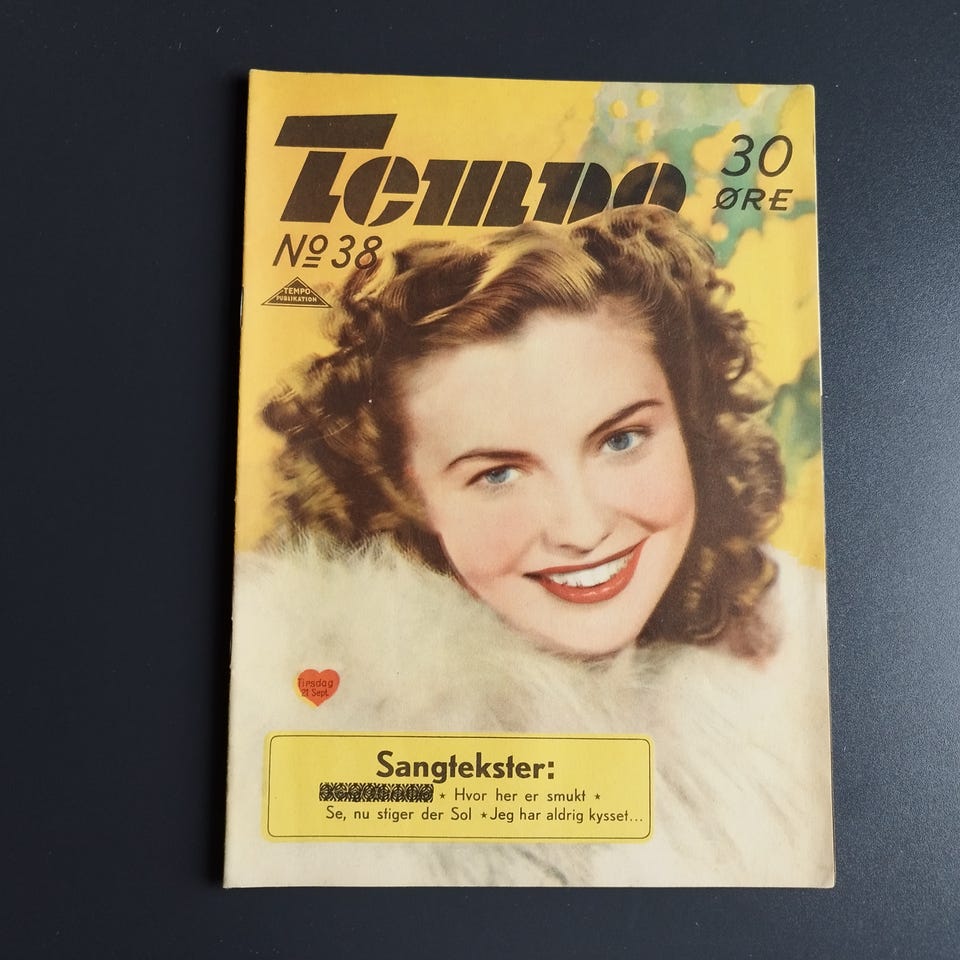 Tempo
30
ØRE
Nº 38
TEMPO
PUBLIKATION
Tirsdag
21 Sept.
Sangtekster:
★ Hvor her er smukt ★
Se, nu stiger der Sol ★ Jeg har aldrig kysset...